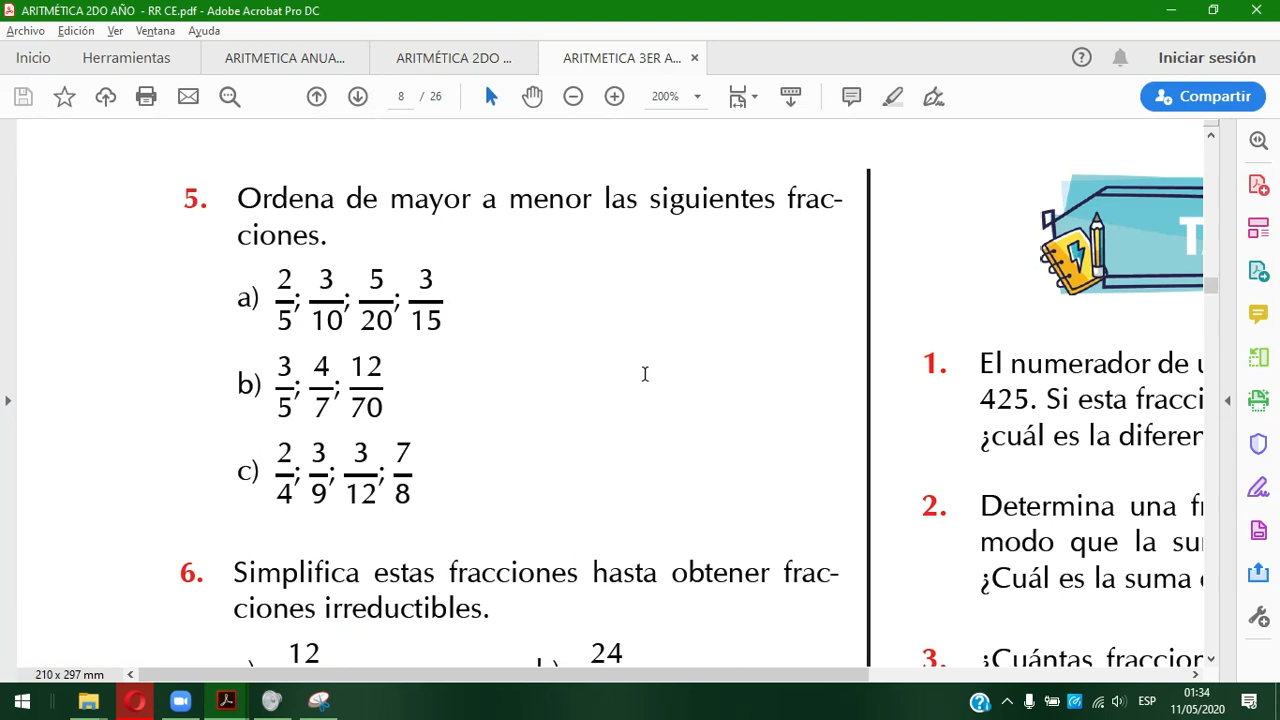 ARITMÉTICA 2DO AÑO - RR CE.pdf - Adobe Acrobat Pro DC
Archivo Edición Ver Ventana Ayuda
Inicio Herramientas ARITMETICA ANUA... ARITMÉTICA 2DO ... ARITMETICA 3ER A... Iniciar sesión
8 / 26 200% Compartir
5. Ordena de mayor a menor las siguientes frac-
ciones.
a) 2/5; 3/10; 5/20; 3/15
b) 3/5; 4/7; 12/70
c) 2/4; 3/9; 3/12; 7/8
6. Simplifica estas fracciones hasta obtener frac-
ciones irreductibles.
12 24
T
1. El numerador de u
425. Si esta fracci
¿cuál es la diferen
2. Determina una f
modo que la su
¿Cuál es la suma
3. ¿Cuántas fraccion
210 x 297 mm
ESP
01:34
11/05/2020